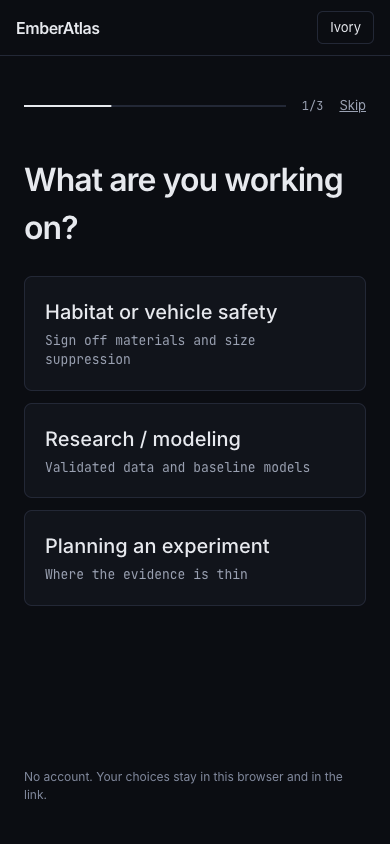 EmberAtlas
Ivory
1/3
Skip
What are you working
on?
Habitat or vehicle safety
Sign off materials and size
suppression
Research / modeling
Validated data and baseline models
Planning an experiment
Where the evidence is thin
No account. Your choices stay in this browser and in the
link.